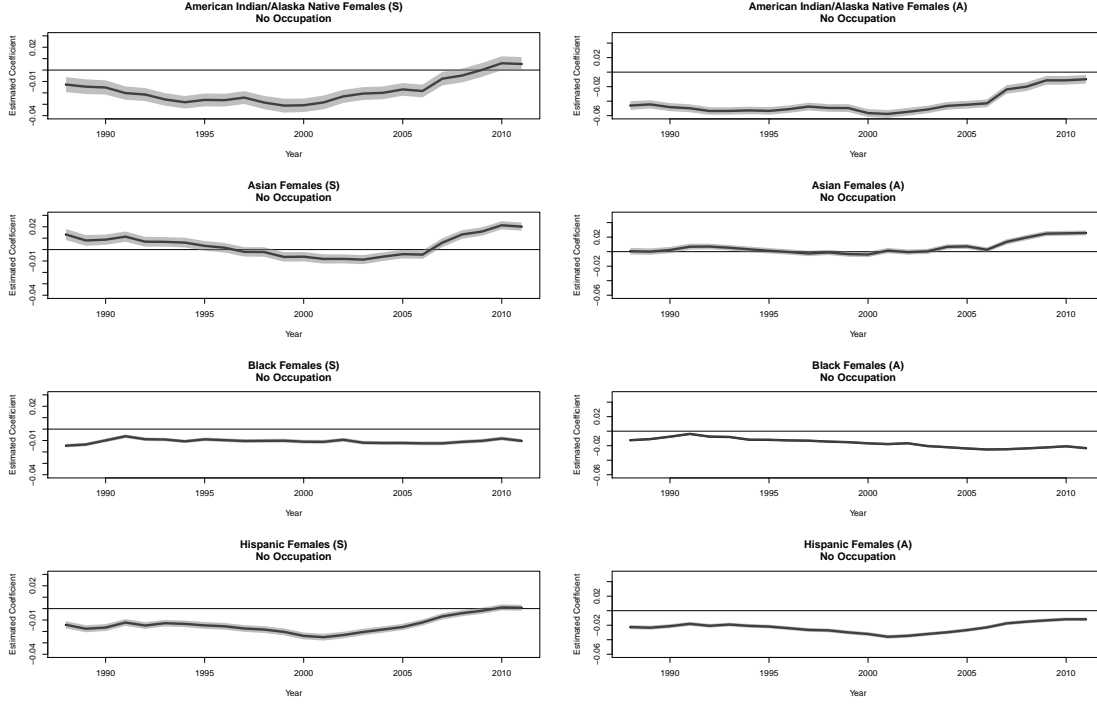 American Indian/Alaska Native Females (S)
No Occupation
Estimated Coefficient
0.02
−0.01
−0.04
1990
1995
2000
2005
2010
Year
American Indian/Alaska Native Females (A)
No Occupation
Estimated Coefficient
0.02
−0.02
−0.06
1990
1995
2000
2005
2010
Year
Asian Females (S)
No Occupation
Estimated Coefficient
0.02
−0.01
−0.04
1990
1995
2000
2005
2010
Year
Asian Females (A)
No Occupation
Estimated Coefficient
0.02
−0.02
−0.06
1990
1995
2000
2005
2010
Year
Black Females (S)
No Occupation
Estimated Coefficient
0.02
−0.01
−0.04
1990
1995
2000
2005
2010
Year
Black Females (A)
No Occupation
Estimated Coefficient
0.02
−0.02
−0.06
1990
1995
2000
2005
2010
Year
Hispanic Females (S)
No Occupation
Estimated Coefficient
0.02
−0.01
−0.04
1990
1995
2000
2005
2010
Year
Hispanic Females (A)
No Occupation
Estimated Coefficient
0.02
−0.02
−0.06
1990
1995
2000
2005
2010
Year